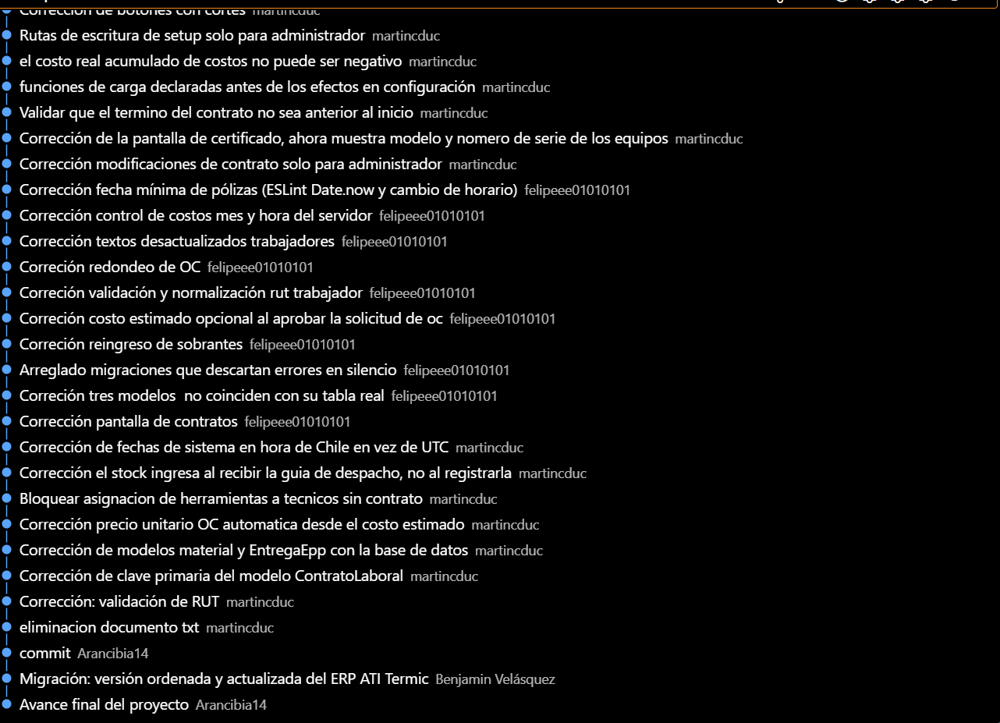 Corrección de botones con cortes martincduc
Rutas de escritura de setup solo para administrador martincduc
el costo real acumulado de costos no puede ser negativo martincduc
funciones de carga declaradas antes de los efectos en configuración martincduc
Validar que el termino del contrato no sea anterior al inicio martincduc
Corrección de la pantalla de certificado, ahora muestra modelo y nomero de serie de los equipos martincduc
Corrección modificaciones de contrato solo para administrador martincduc
Corrección fecha mínima de pólizas (ESLint Date.now y cambio de horario) felipeee01010101
Corrección control de costos mes y hora del servidor felipeee01010101
Corrección textos desactualizados trabajadores felipeee01010101
Correción redondeo de OC felipeee01010101
Correción validación y normalización rut trabajador felipeee01010101
Correción costo estimado opcional al aprobar la solicitud de oc felipeee01010101
Correción reingreso de sobrantes felipeee01010101
Arreglado migraciones que descartan errores en silencio felipeee01010101
Correción tres modelos  no coinciden con su tabla real felipeee01010101
Corrección pantalla de contratos felipeee01010101
Corrección de fechas de sistema en hora de Chile en vez de UTC martincduc
Corrección el stock ingresa al recibir la guia de despacho, no al registrarla martincduc
Bloquear asignacion de herramientas a tecnicos sin contrato martincduc
Corrección precio unitario OC automatica desde el costo estimado martincduc
Corrección de modelos material y EntregaEpp con la base de datos martincduc
Corrección de clave primaria del modelo ContratoLaboral martincduc
Corrección: validación de RUT martincduc
eliminacion documento txt martincduc
commit Arancibia14
Migración: versión ordenada y actualizada del ERP ATI Termic Benjamin Velásquez
Avance final del proyecto Arancibia14